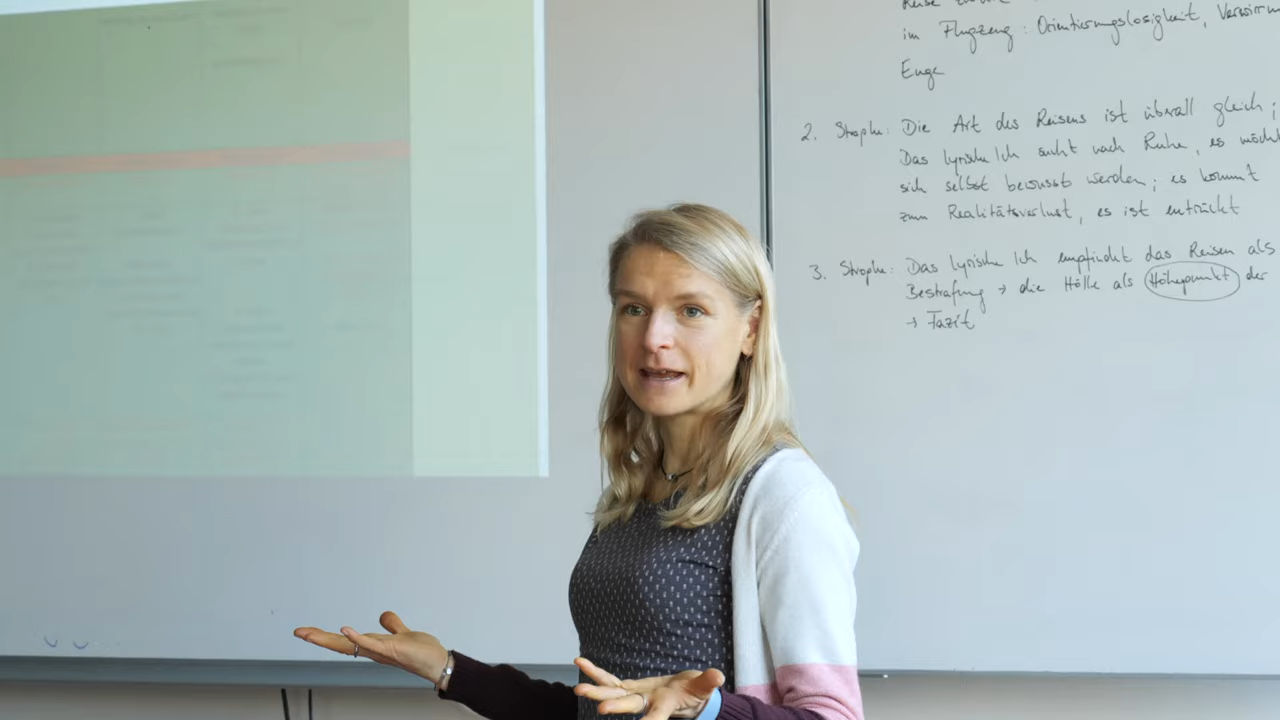 im Flugzeug: Orientierungslosigkeit, Verwirrun
Enge
2. Strophe: Die Art des Reisens ist überall gleich;
Das lyrische Ich sucht nach Ruhe, es möcht
sich selbst bewusst werden; es kommt
zum Realitätsverlust, es ist entrückt
3. Strophe: Das lyrische Ich empfindet das Reisen als
Bestrafung → die Hölle als Höhepunkt der
→ Fazit